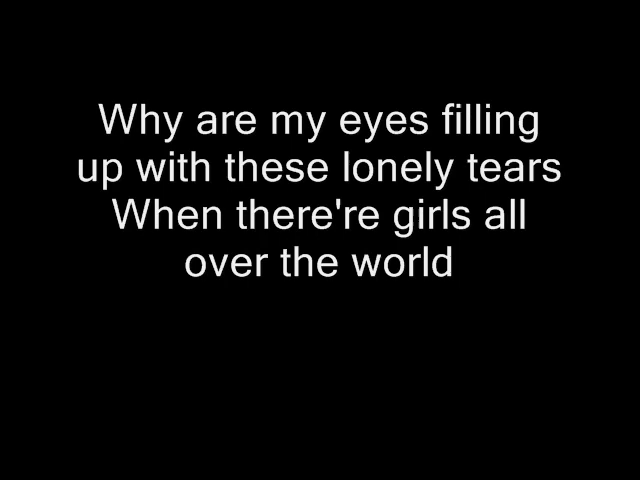 Why are my eyes filling
up with these lonely tears
When there're girls all
over the world